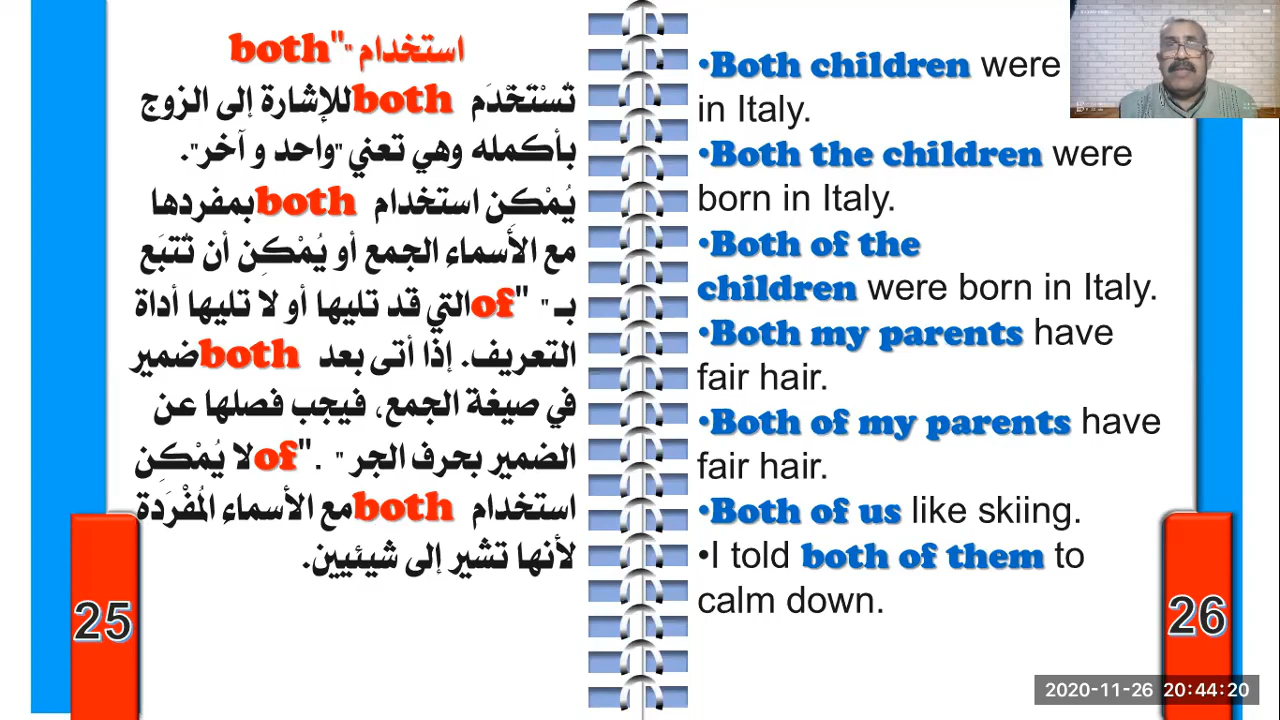 استخدام "both"
تُسْتَخْدَم both للإشارة إلى الزوج
بأكمله وهي تعني "واحد و آخر".
يُمْكِن استخدام both بمفردها
مع الأسماء الجمع أو يُمْكِن أن تُتبَع
بـ "of" التي قد تليها أو لا تليها أداة
التعريف. إذا أتى بعد both ضمير
في صيغة الجمع، فيجب فصلها عن
الضمير بحرف الجر "of". لا يُمْكِن
استخدام both مع الأسماء المُفْرَدة
لأنها تشير إلى شيئيين.
25
•Both children were
in Italy.
•Both the children were
born in Italy.
•Both of the
children were born in Italy.
•Both my parents have
fair hair.
•Both of my parents have
fair hair.
•Both of us like skiing.
•I told both of them to
calm down.
26
2020-11-26 20:44:20